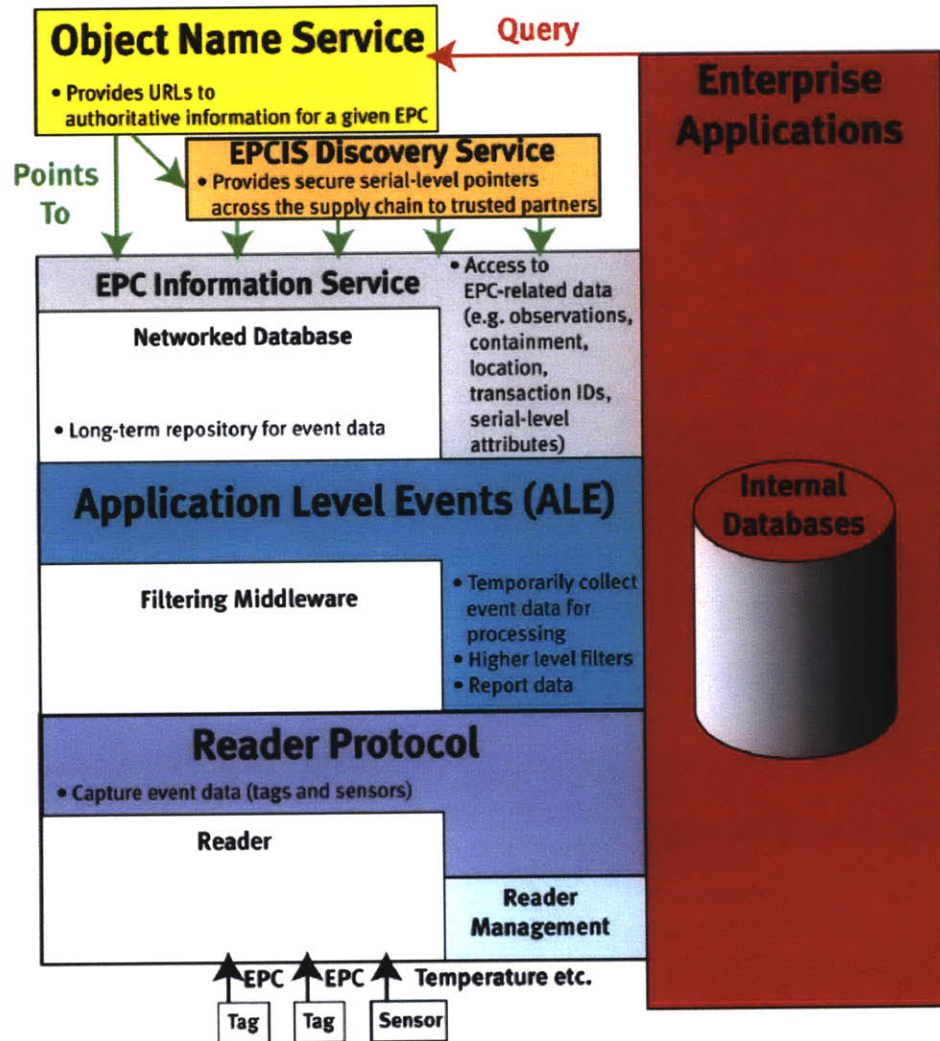 Object Name Service
• Provides URLs to
authoritative information for a given EPC
Query
Enterprise
Applications
EPCIS Discovery Service
• Provides secure serial-level pointers
across the supply chain to trusted partners
Points
To
EPC Information Service
• Access to
EPC-related data
(e.g. observations,
containment,
location,
transaction IDs,
serial-level
attributes)
Networked Database
• Long-term repository for event data
Application Level Events (ALE)
Filtering Middleware
• Temporarily collect
event data for
processing
• Higher level filters
• Report data
Internal
Databases
Reader Protocol
• Capture event data (tags and sensors)
Reader
Reader
Management
EPC
EPC
Temperature etc.
Tag
Tag
Sensor